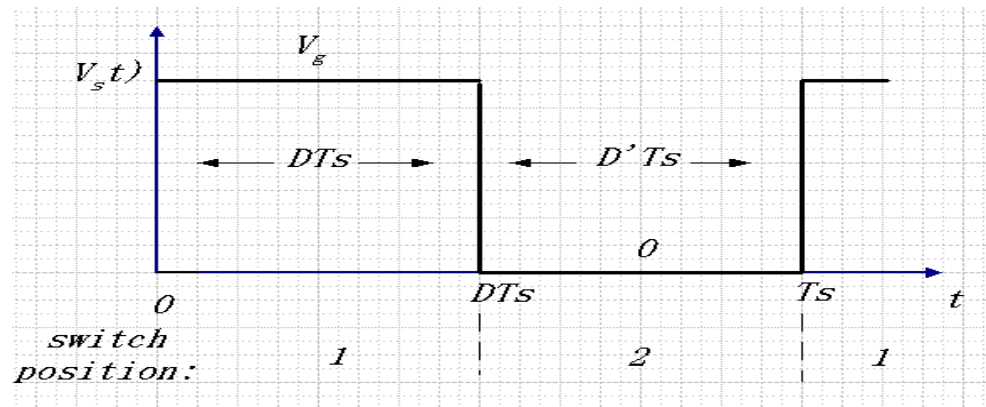 V_g
V_s t)
DTs
D'Ts
0
0
DTs
Ts
t
switch
position:
1
2
1